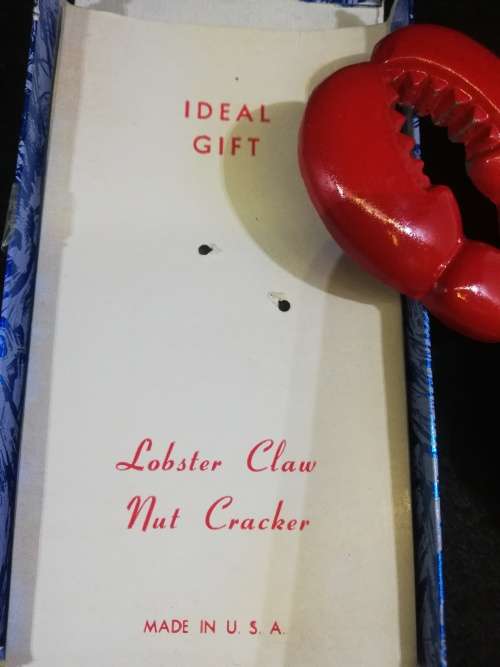 IDEAL
GIFT
Lobster Claw
Nut Cracker
MADE IN U. S. A.